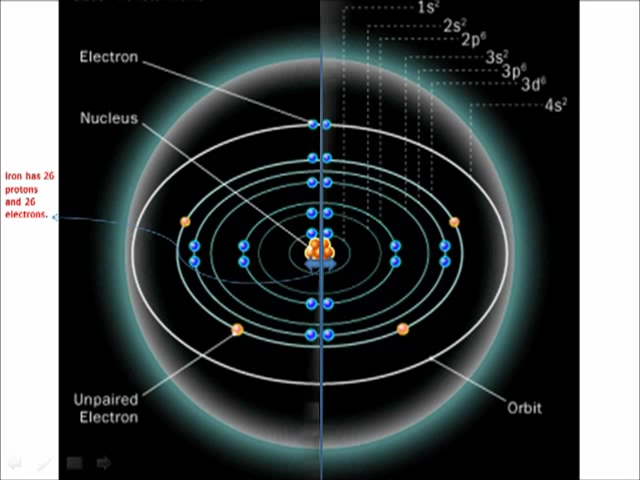 1s²
2s²
2p⁶
Electron
3s²
3p⁶
3d⁶
4s²
Nucleus
Iron has 26
protons
and 26
electrons.
Unpaired
Electron
Orbit